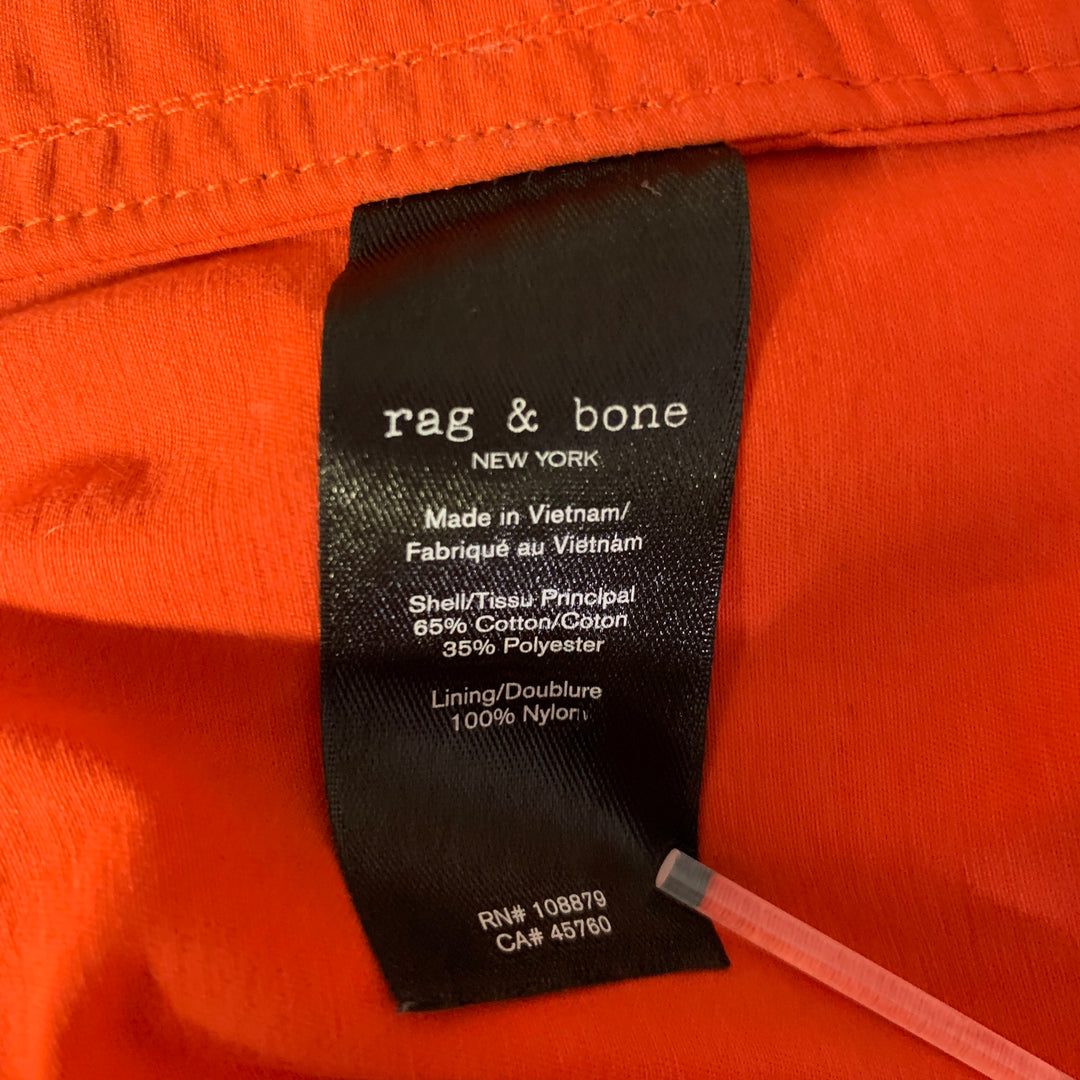 rag & bone
NEW YORK
Made in Vietnam/
Fabriqué au Viêtnam
Shell/Tissu Principal
65% Cotton/Coton
35% Polyester
Lining/Doublure
100% Nylon
RN# 108879
CA# 45760